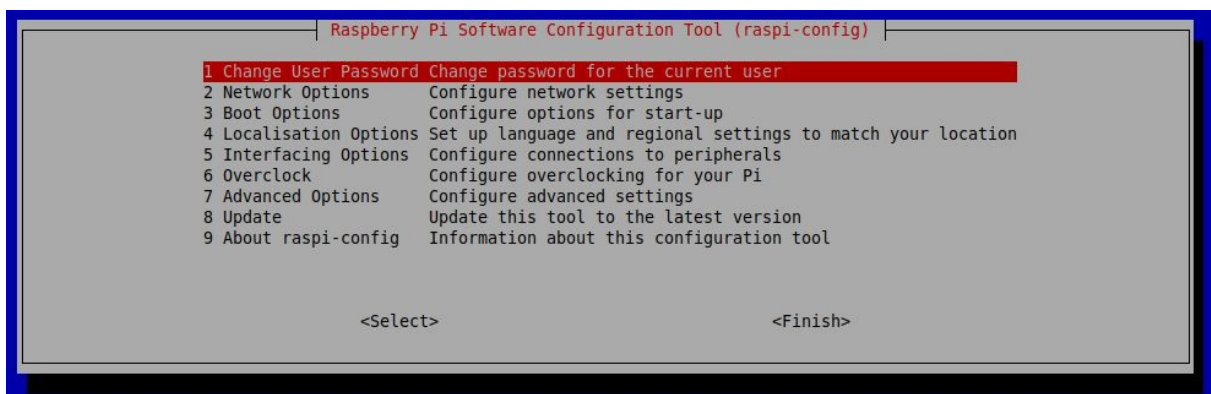 Raspberry Pi Software Configuration Tool (raspi-config)
1 Change User Password Change password for the current user
2 Network Options Configure network settings
3 Boot Options Configure options for start-up
4 Localisation Options Set up language and regional settings to match your location
5 Interfacing Options Configure connections to peripherals
6 Overclock Configure overclocking for your Pi
7 Advanced Options Configure advanced settings
8 Update Update this tool to the latest version
9 About raspi-config Information about this configuration tool
<Select> <Finish>